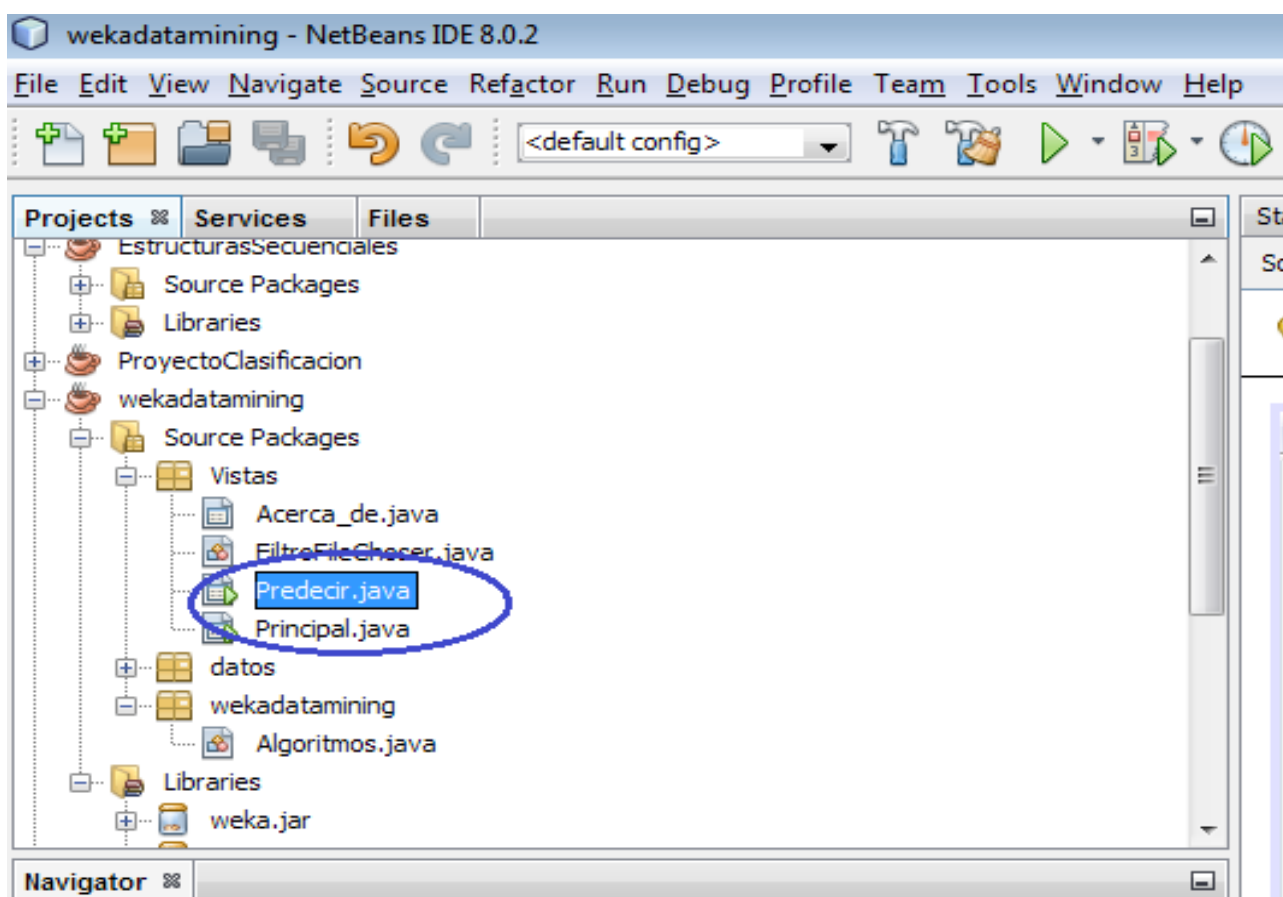 wekadatamining - NetBeans IDE 8.0.2
File Edit View Navigate Source Refactor Run Debug Profile Team Tools Window Help
<default config>
Projects Services Files
EstructurasSecuenciales
Source Packages
Libraries
ProyectoClasificacion
wekadatamining
Source Packages
Vistas
Acerca_de.java
FiltroFileChoser.java
Predecir.java
Principal.java
datos
wekadatamining
Algoritmos.java
Libraries
weka.jar
Navigator